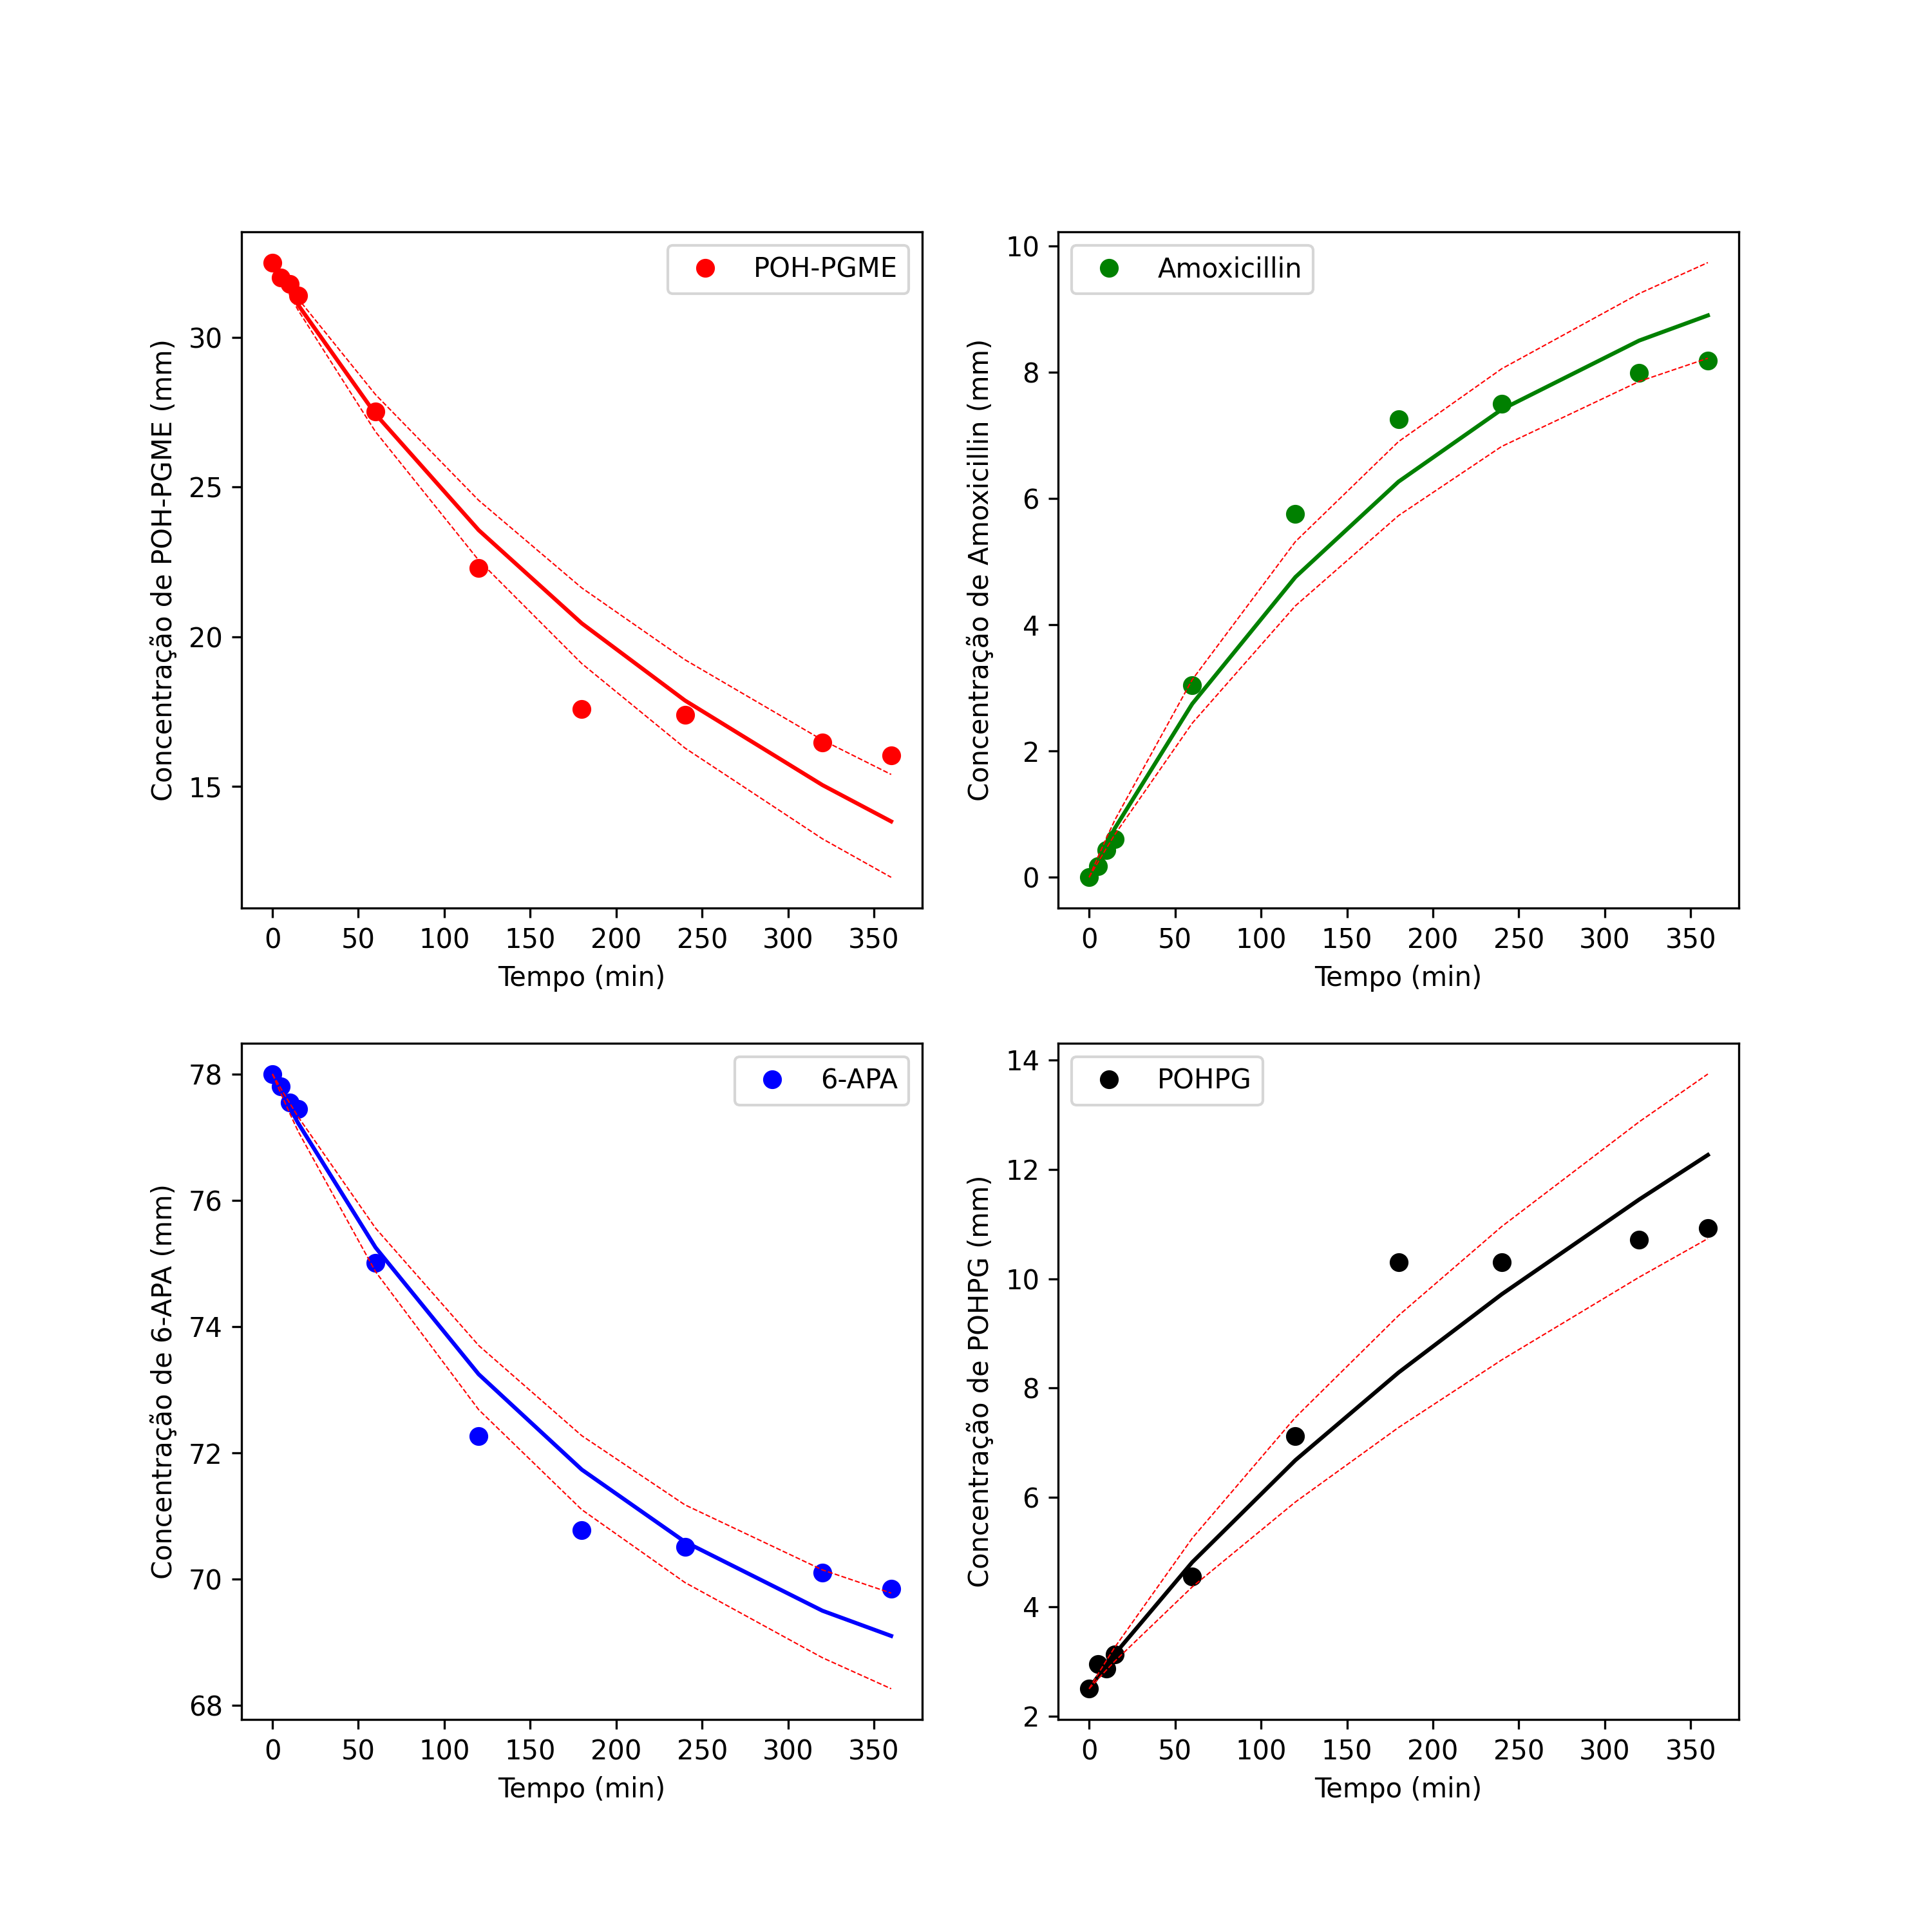 POH-PGME
Concentração de POH-PGME (mm)
30
25
20
15
0 50 100 150 200 250 300 350
Tempo (min)
Amoxicillin
Concentração de Amoxicillin (mm)
10
8
6
4
2
0
0 50 100 150 200 250 300 350
Tempo (min)
6-APA
Concentração de 6-APA (mm)
78
76
74
72
70
68
0 50 100 150 200 250 300 350
Tempo (min)
POHPG
Concentração de POHPG (mm)
14
12
10
8
6
4
2
0 50 100 150 200 250 300 350
Tempo (min)